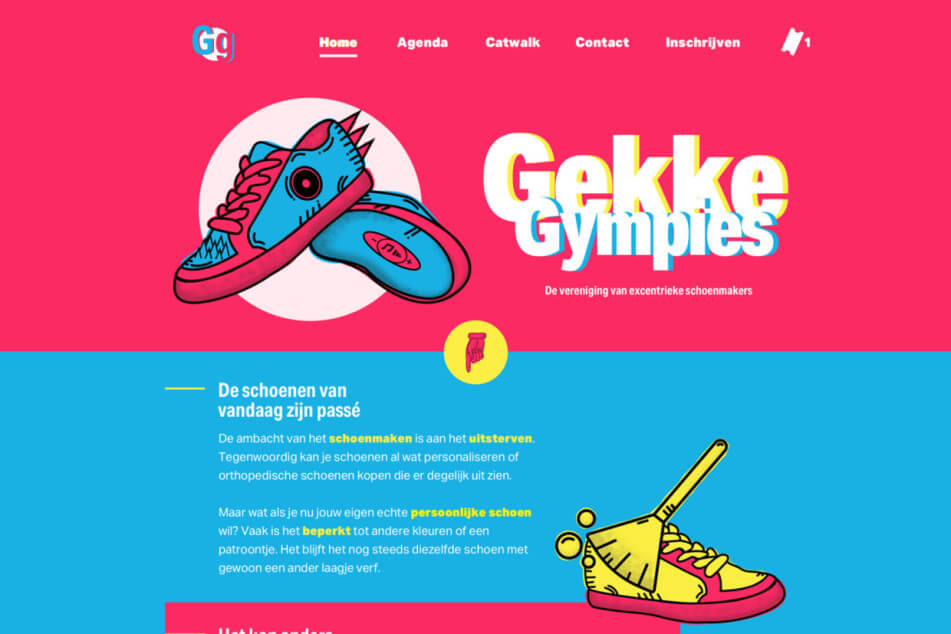 Gg
Home Agenda Catwalk Contact Inschrijven 1
Gekke
Gympies
De vereniging van excentrieke schoenmakers
De schoenen van
vandaag zijn passé
De ambacht van het schoenmaken is aan het uitsterven.
Tegenwoordig kan je schoenen al wat personaliseren of
orthopedische schoenen kopen die er degelijk uit zien.
Maar wat als je nu jouw eigen echte persoonlijke schoen
wil? Vaak is het beperkt tot andere kleuren of een
patroontje. Het blijft het nog steeds diezelfde schoen met
gewoon een ander laagje verf.
Het kan anders